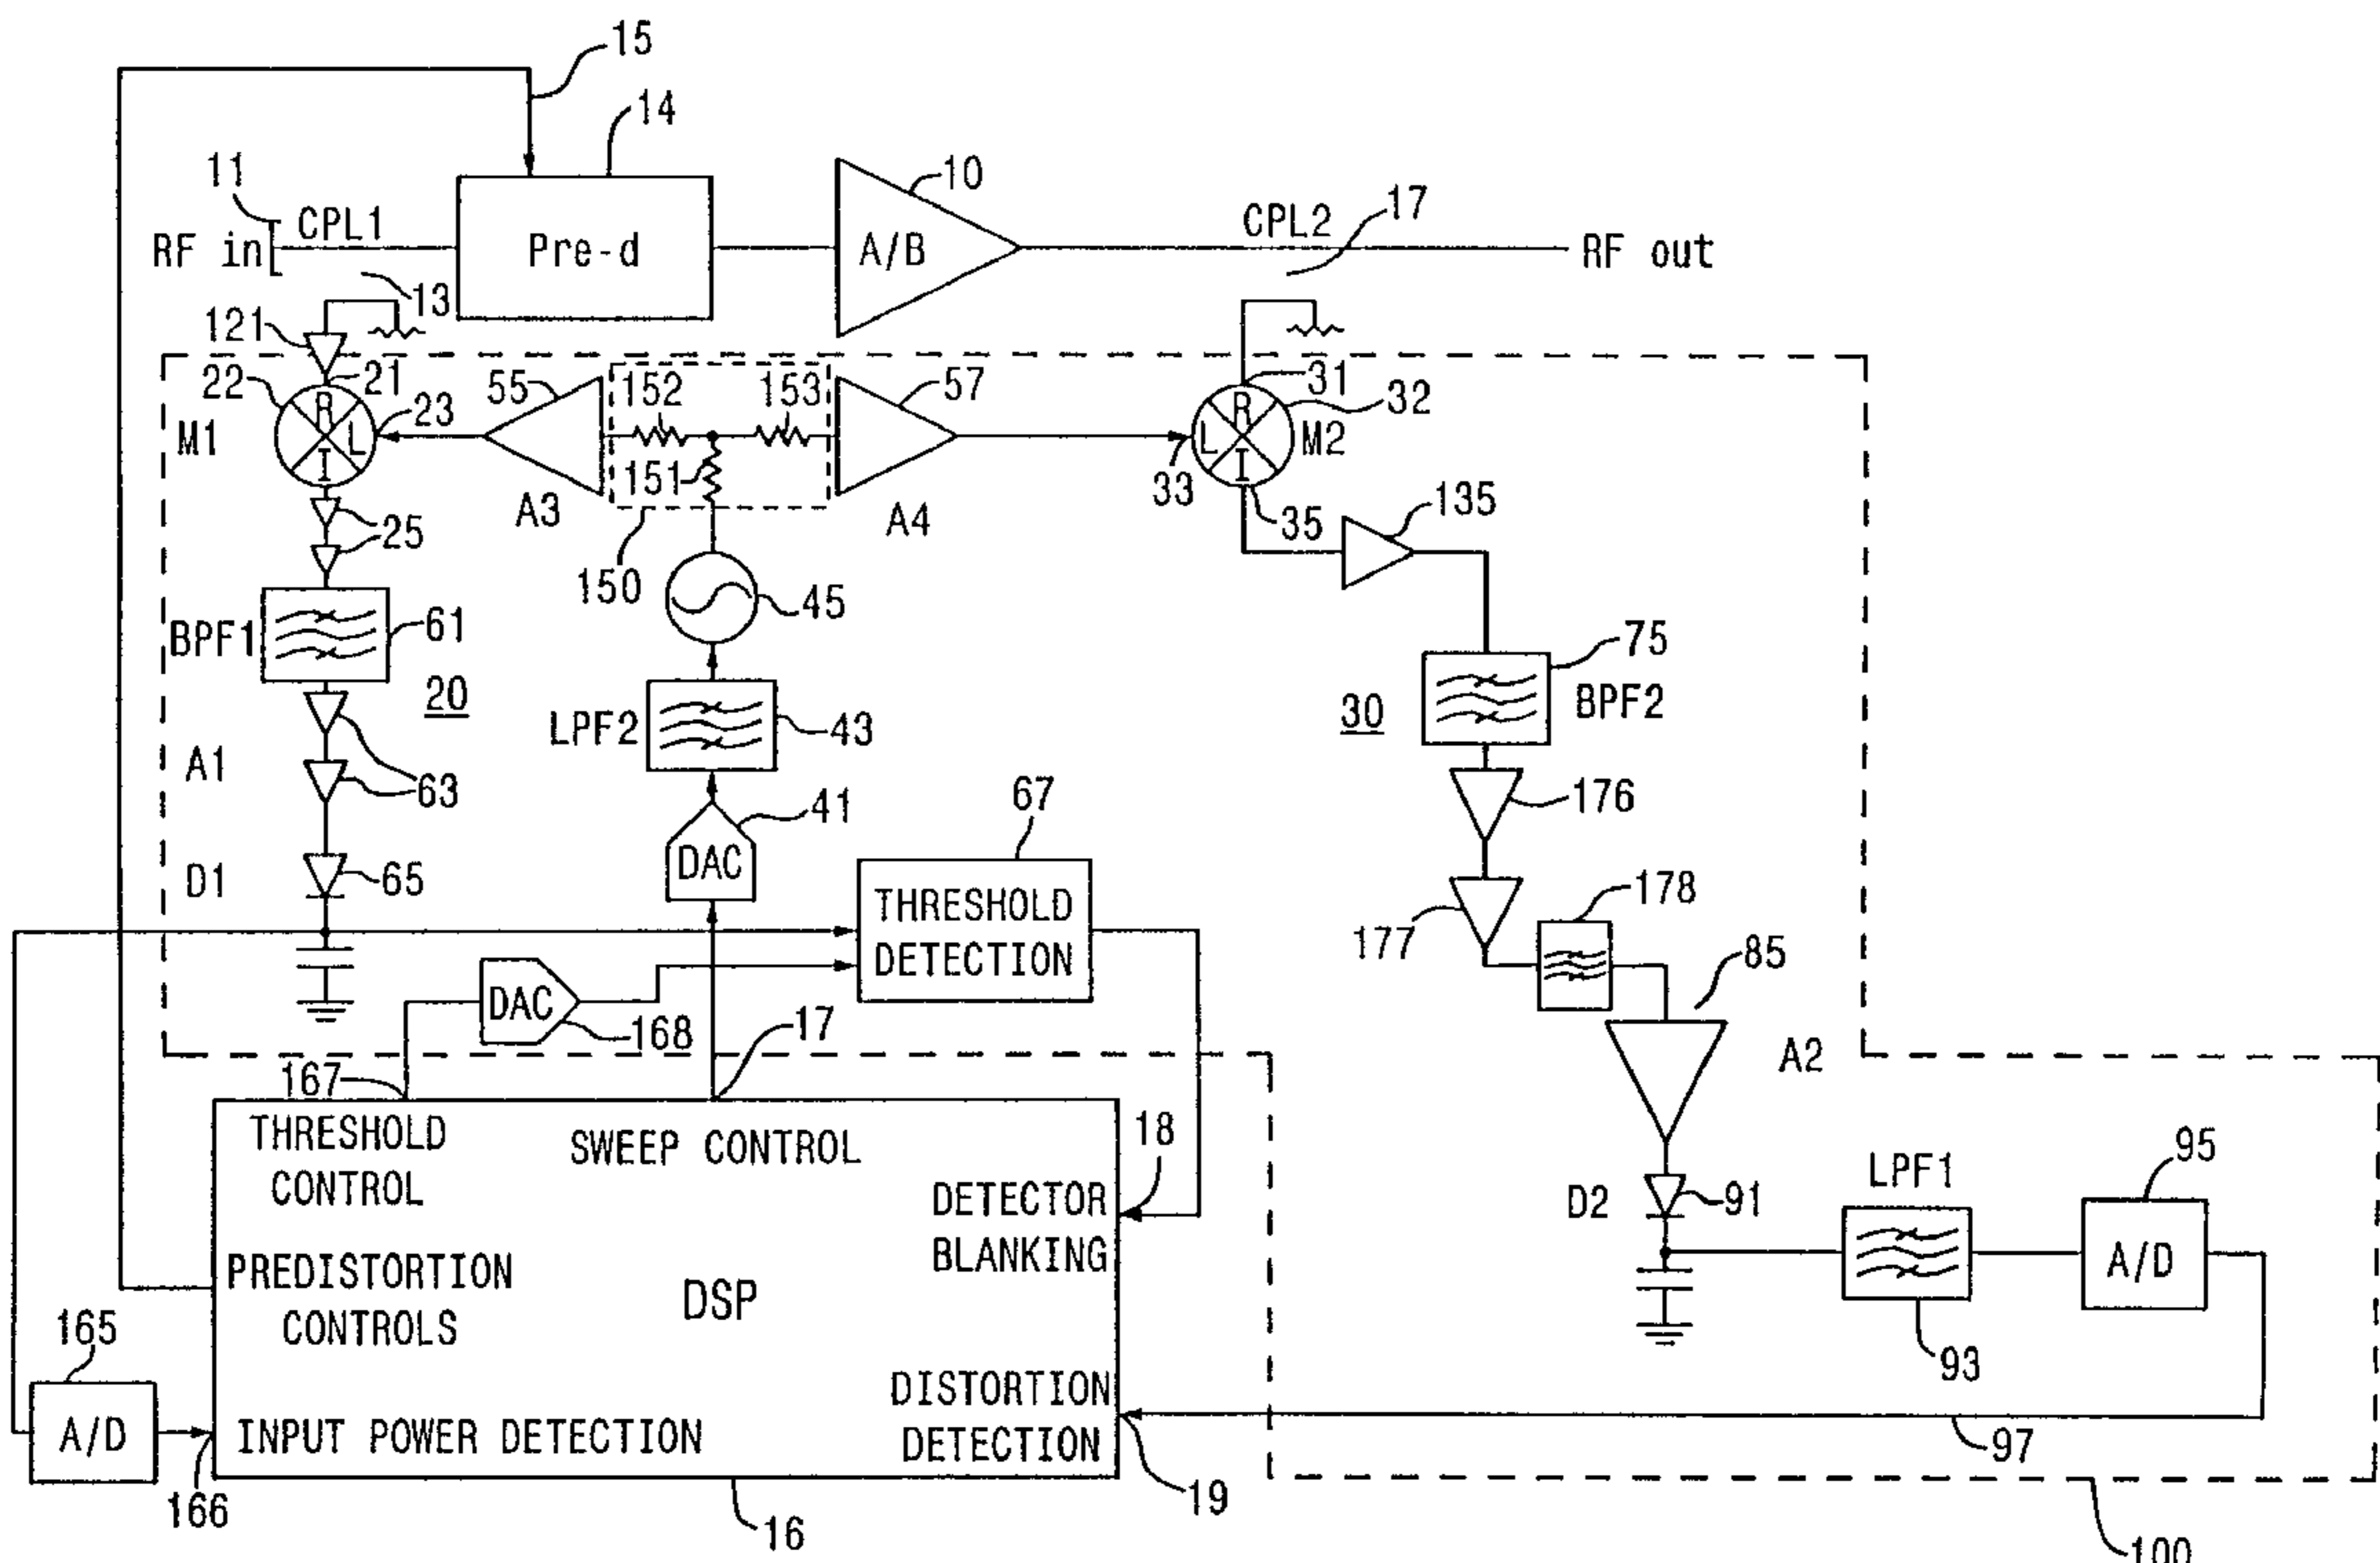 15
14
11
CPL1
RF in
Pre-d
10
A/B
CPL2
17
RF out
13
121
22
21
R
L
I
23
M1
55
152
153
151
57
A3
A4
150
31
32
R
L
I
M2
33
35
135
25
BPF1
61
20
45
LPF2
43
75
BPF2
30
A1
63
67
41
DAC
176
D1
65
THRESHOLD
DETECTION
177
178
85
DAC
168
17
A2
167
THRESHOLD
CONTROL
SWEEP CONTROL
18
DETECTOR
BLANKING
D2
91
LPF1
95
A/D
PREDISTORTION
CONTROLS
DSP
165
93
A/D
DISTORTION
DETECTION
INPUT POWER DETECTION
97
166
16
19
100